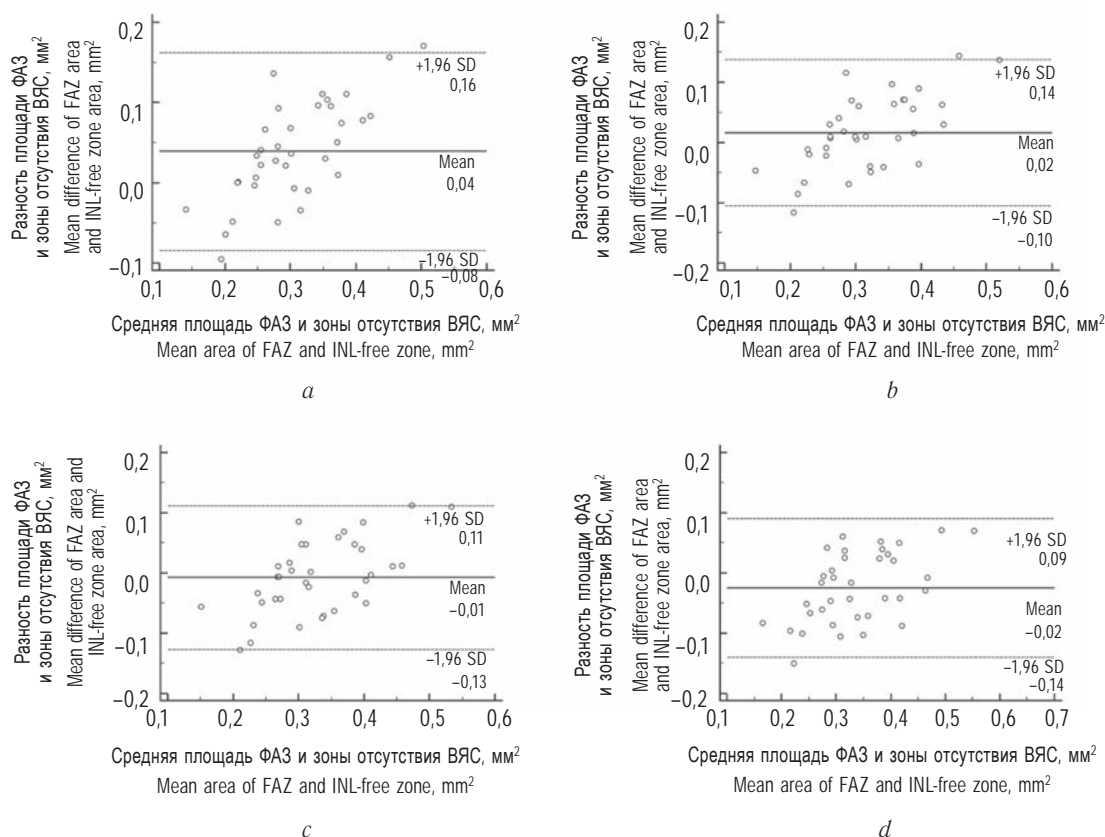 Разность площади ФАЗ
и зоны отсутствия ВЯС, мм²
Mean difference of FAZ area
and INL-free zone area, mm²
0,2
0,1
0,0
–0,1
+1,96 SD
0,16
Mean
0,04
–1,96 SD
–0,08
0,1 0,2 0,3 0,4 0,5 0,6
Средняя площадь ФАЗ и зоны отсутствия ВЯС, мм²
Mean area of FAZ and INL-free zone, mm²
a
Разность площади ФАЗ
и зоны отсутствия ВЯС, мм²
Mean difference of FAZ area
and INL-free zone area, mm²
0,2
0,1
0,0
–0,1
–0,2
+1,96 SD
0,14
Mean
0,02
–1,96 SD
–0,10
0,1 0,2 0,3 0,4 0,5 0,6
Средняя площадь ФАЗ и зоны отсутствия ВЯС, мм²
Mean area of FAZ and INL-free zone, mm²
b
Разность площади ФАЗ
и зоны отсутствия ВЯС, мм²
Mean difference of FAZ area and
INL-free zone area, mm²
0,2
0,1
0,0
–0,1
–0,2
+1,96 SD
0,11
Mean
–0,01
–1,96 SD
–0,13
0,1 0,2 0,3 0,4 0,5 0,6
Средняя площадь ФАЗ и зоны отсутствия ВЯС, мм²
Mean area of FAZ and INL-free zone, mm²
c
Разность площади ФАЗ
и зоны отсутствия ВЯС, мм²
Mean difference of FAZ area
and INL-free zone area, mm²
0,2
0,1
0,0
–0,1
–0,2
+1,96 SD
0,09
Mean
–0,02
–1,96 SD
–0,14
0,1 0,2 0,3 0,4 0,5 0,6 0,7
Средняя площадь ФАЗ и зоны отсутствия ВЯС, мм²
Mean area of FAZ and INL-free zone, mm²
d